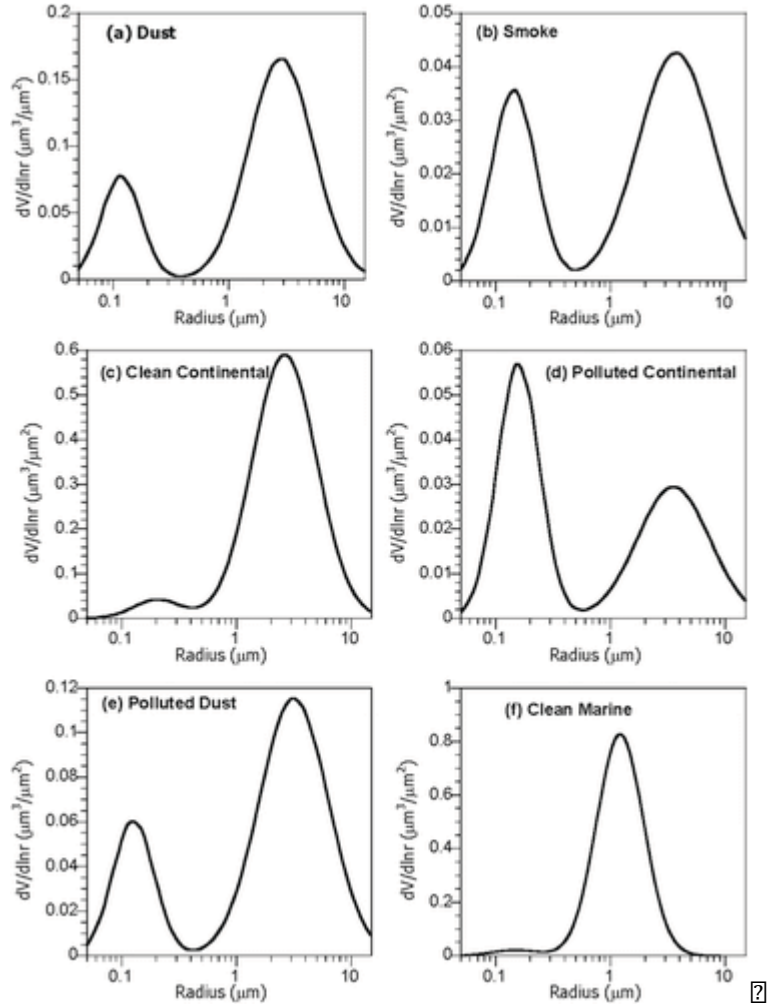 (a) Dust
dV/dlnr (μm³/μm²)
0.2
0.15
0.1
0.05
0
0.1 1 10
Radius (μm)
(b) Smoke
dV/dlnr (μm³/μm²)
0.05
0.04
0.03
0.02
0.01
0
0.1 1 10
Radius (μm)
(c) Clean Continental
dV/dlnr (μm³/μm²)
0.6
0.5
0.4
0.3
0.2
0.1
0
0.1 1 10
Radius (μm)
(d) Polluted Continental
dV/dlnr (μm³/μm²)
0.06
0.05
0.04
0.03
0.02
0.01
0
0.1 1 10
Radius (μm)
(e) Polluted Dust
dV/dlnr (μm³/μm²)
0.12
0.1
0.08
0.06
0.04
0.02
0
0.1 1 10
Radius (μm)
(f) Clean Marine
dV/dlnr (μm³/μm²)
1
0.8
0.6
0.4
0.2
0
0.1 1 10
Radius (μm)